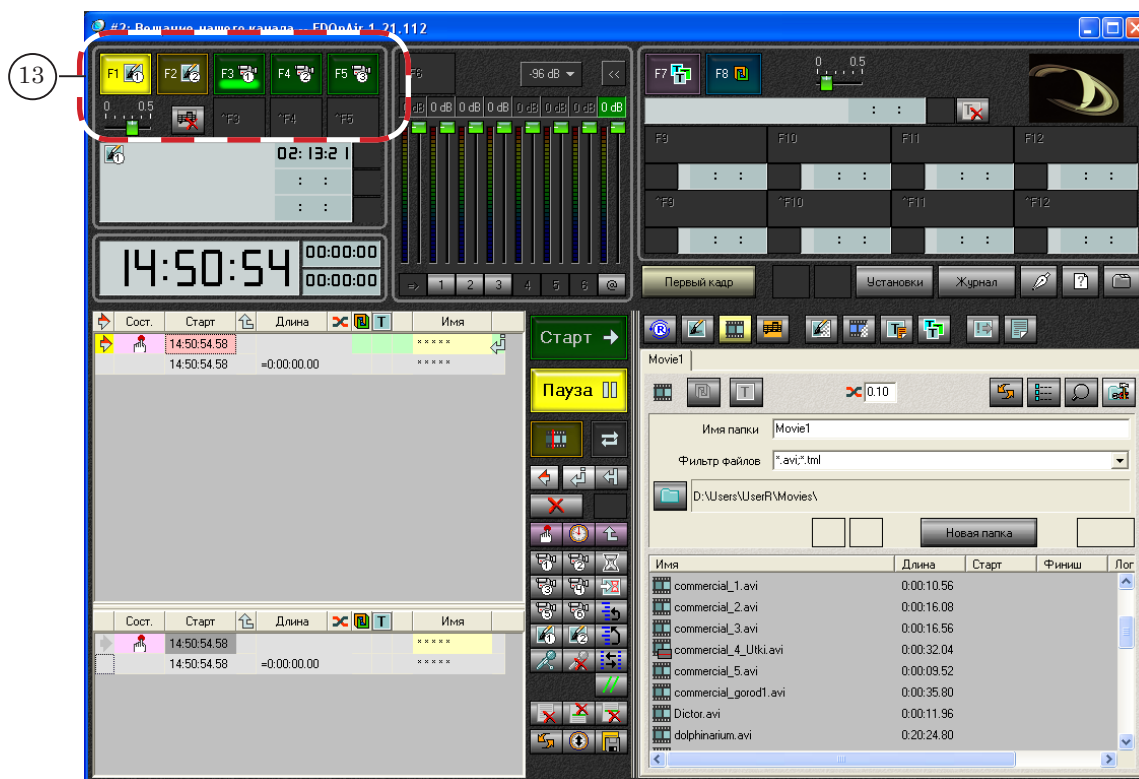 #2: Вещание нашего канала -- FDOnAir 1.21.112
13
F1 1 F2 2 F3 1 F4 2 F5 3
F6 -96 dB <<
F7 F8
0 0.5
0 0.5
^F3 ^F4 ^F5
0 dB 0 dB 0 dB 0 dB 0 dB 0 dB 0 dB 0 dB
: : T
1 02:13:21
: :
: :
F9 F10 F11 F12
: : : : : : : :
^F9 ^F10 ^F11 ^F12
: : : : : : : :
14:50:54 00:00:00
00:00:00
=> 1 2 3 4 5 6 @
Первый кадр Установки Журнал ?
Сост. Старт Длина T Имя
14:50:54.58 * * * * *
14:50:54.58 =0:00:00.00 * * * * *
Старт
Пауза
Сост. Старт Длина T Имя
14:50:54.58 * * * * *
14:50:54.58 =0:00:00.00 * * * * *
R
Movie1
T 0.10
Имя папки Movie1
Фильтр файлов *.avi;*.tml
D:\Users\UserR\Movies\
Новая папка
Имя Длина Старт Финиш Лог
commercial_1.avi 0:00:10.56
commercial_2.avi 0:00:16.08
commercial_3.avi 0:00:16.56
commercial_4_Utki.avi 0:00:32.04
commercial_5.avi 0:00:09.52
commercial_gorod1.avi 0:00:35.80
Dictor.avi 0:00:11.96
dolphinarium.avi 0:20:24.80